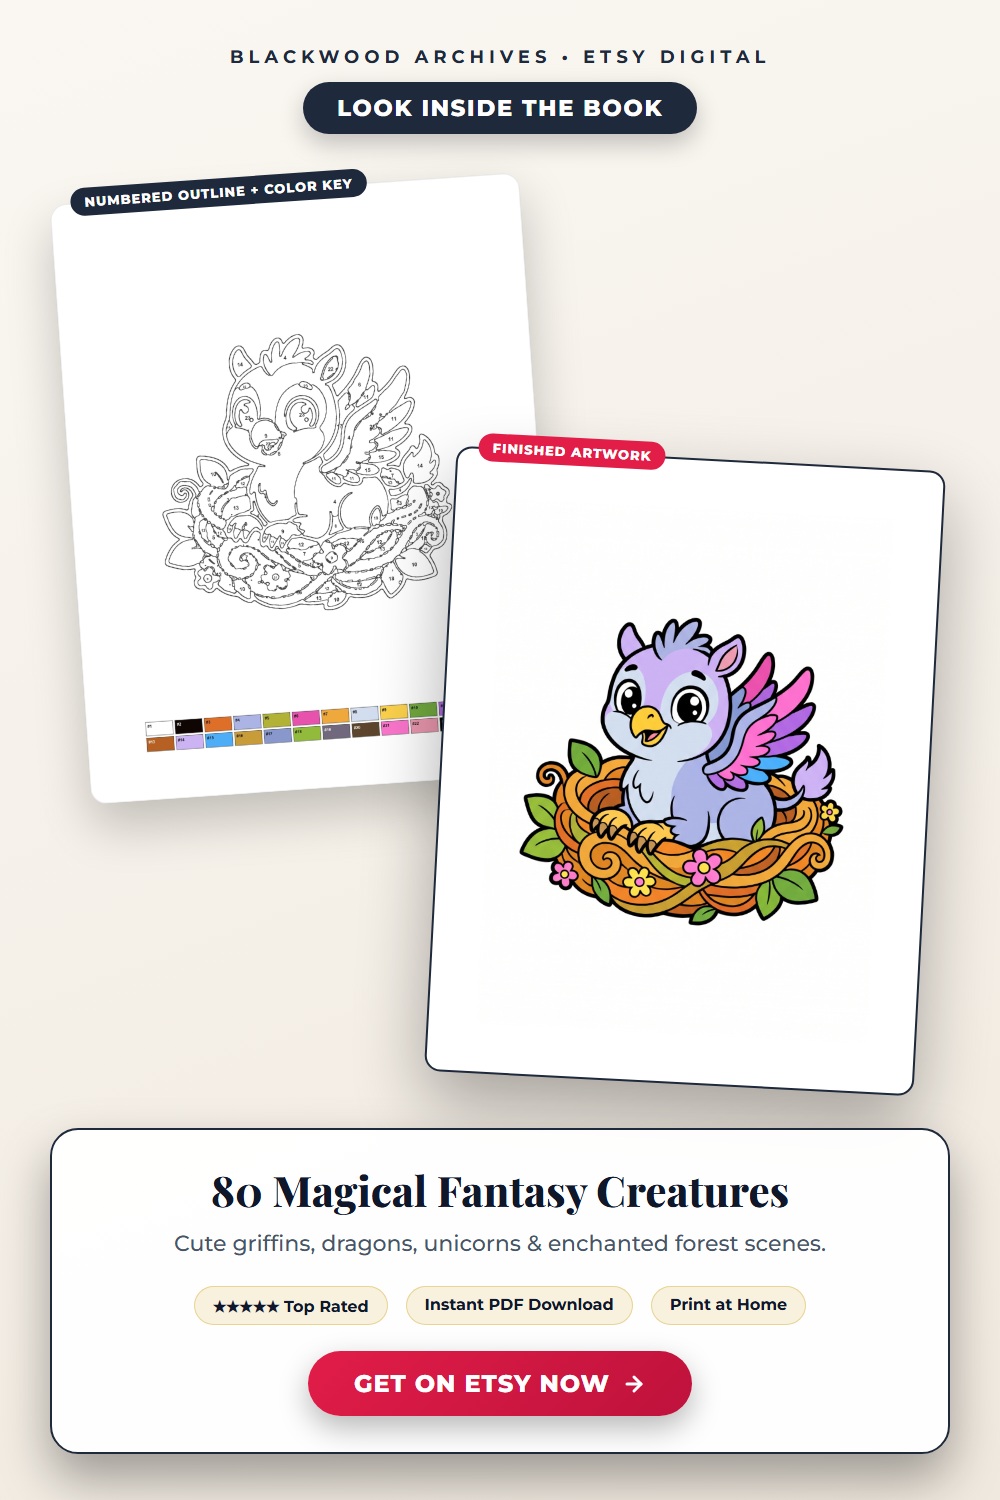 BLACKWOOD ARCHIVES • ETSY DIGITAL
LOOK INSIDE THE BOOK
NUMBERED OUTLINE + COLOR KEY
FINISHED ARTWORK
80 Magical Fantasy Creatures
Cute griffins, dragons, unicorns & enchanted forest scenes.
★★★★★ Top Rated
Instant PDF Download
Print at Home
GET ON ETSY NOW →